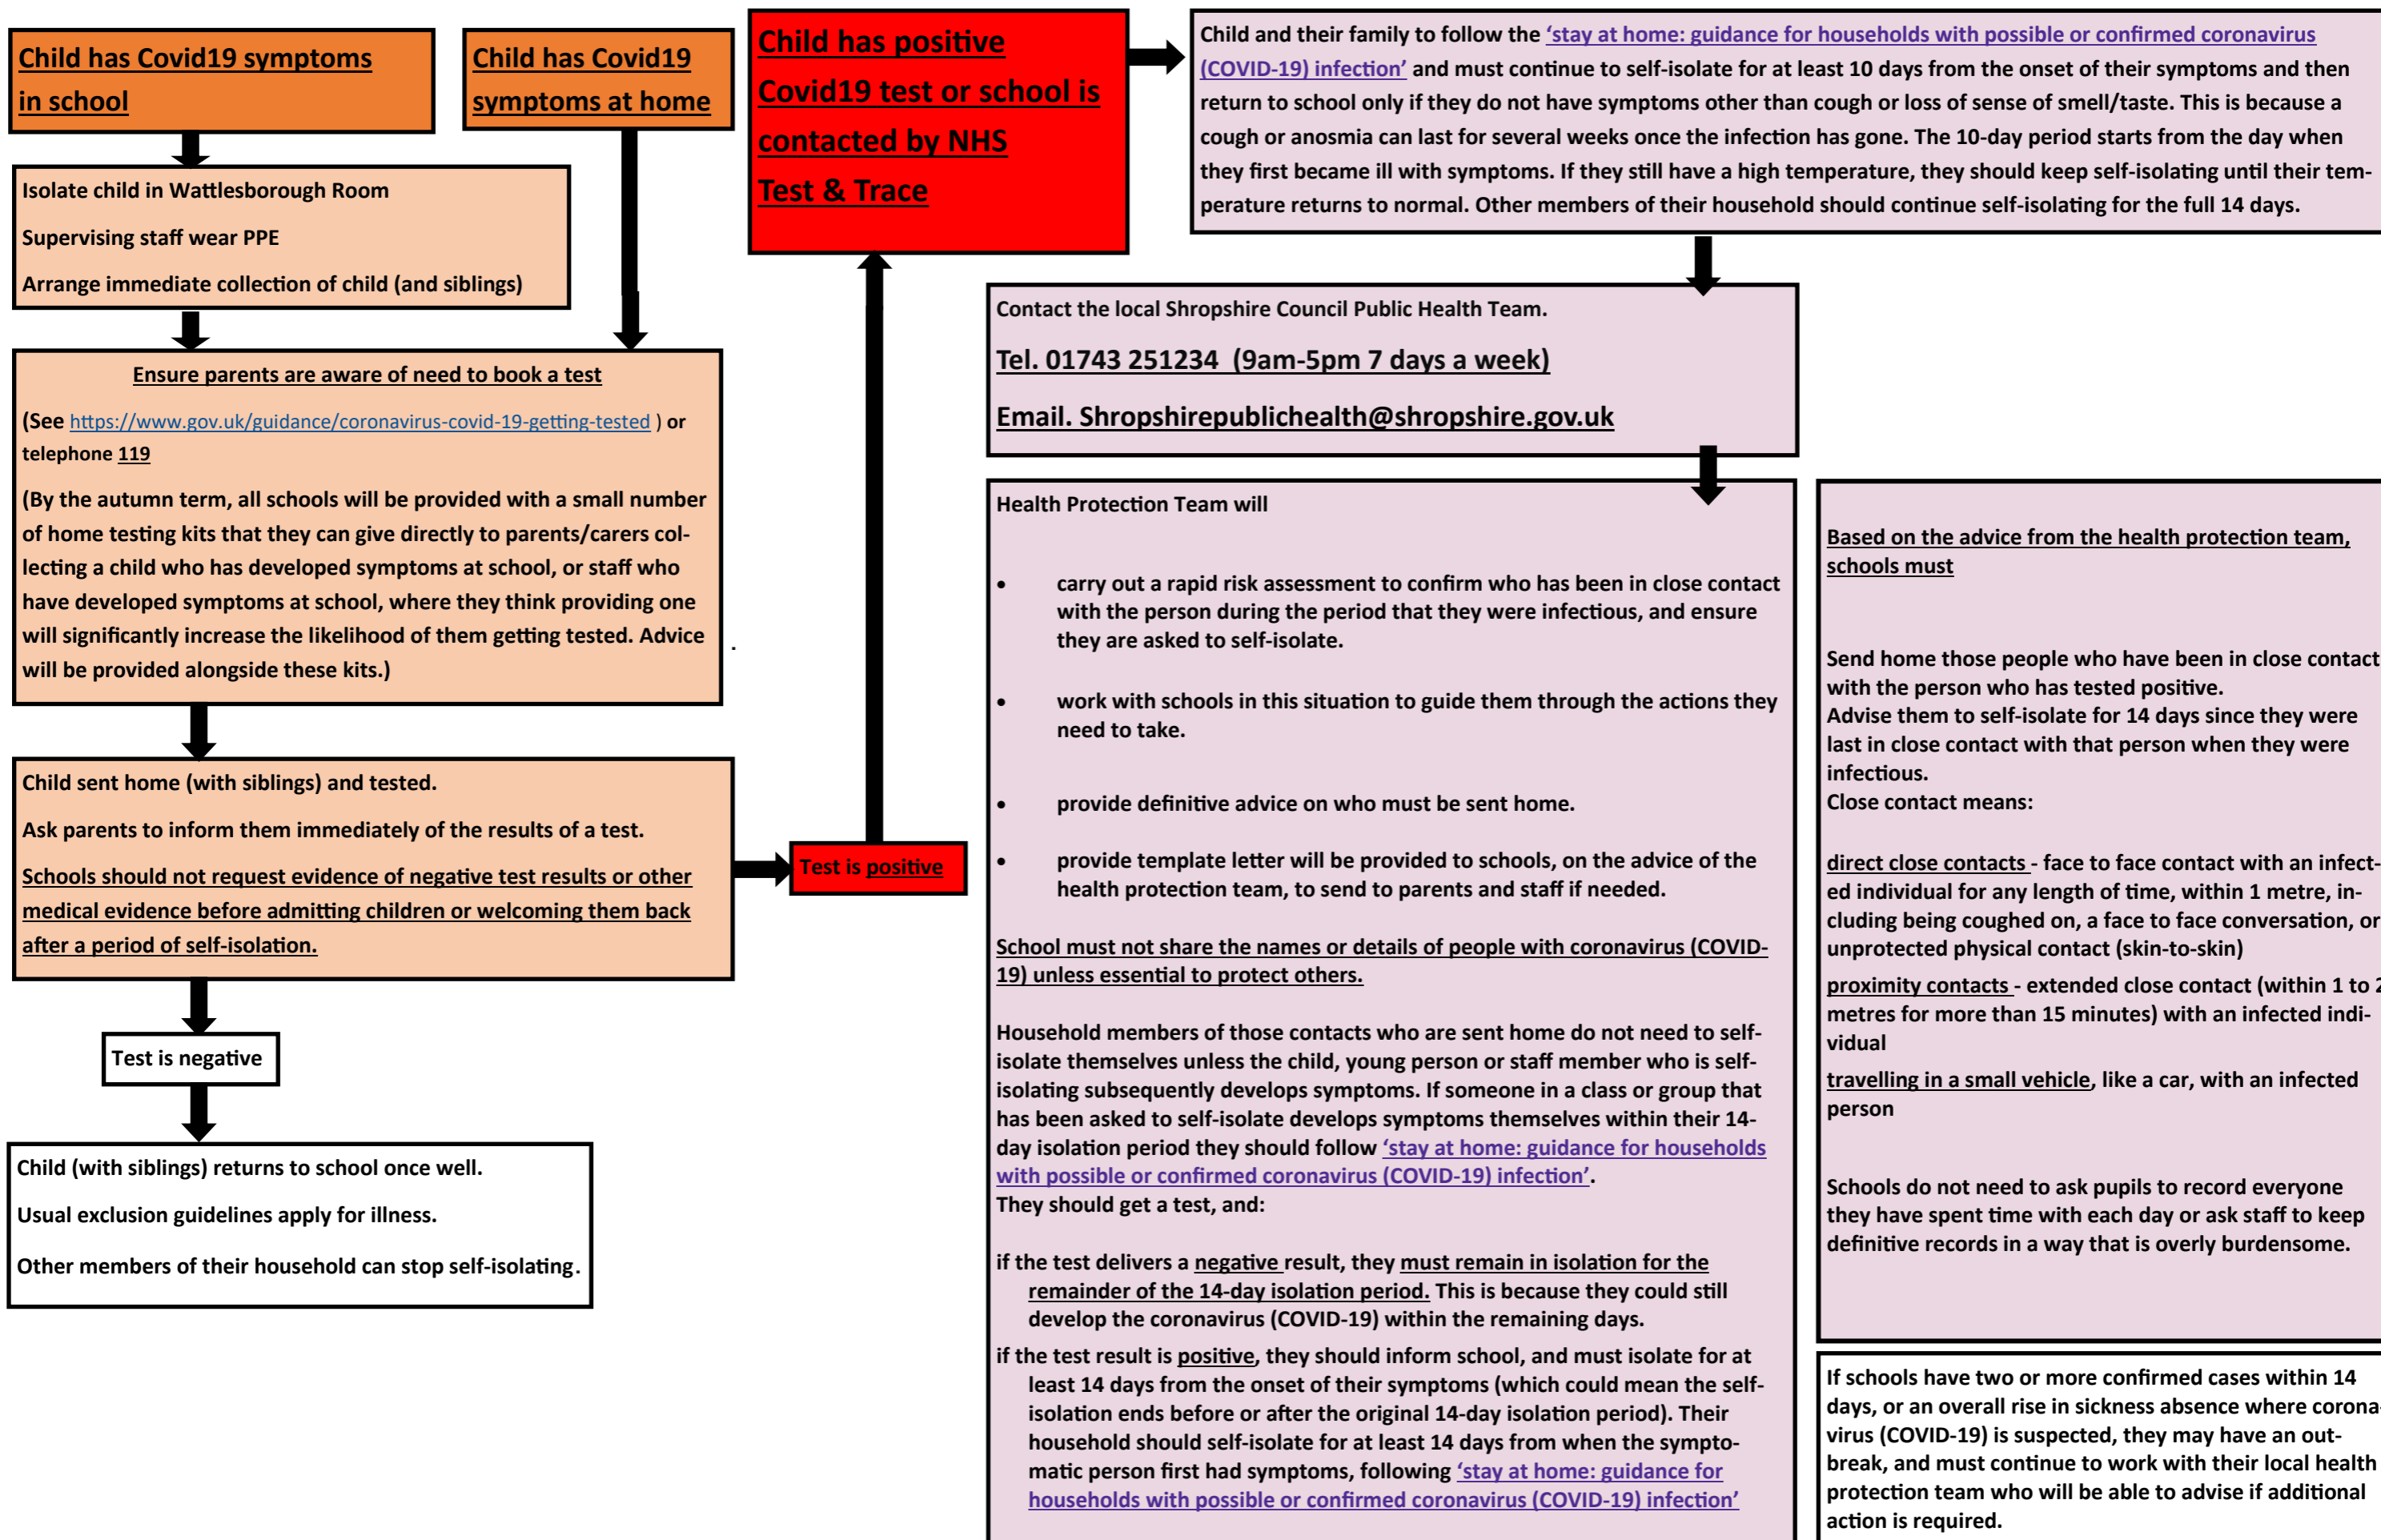 Child has Covid19 symptoms
in school
Child has Covid19
symptoms at home
Isolate child in Wattlesborough Room
Supervising staff wear PPE
Arrange immediate collection of child (and siblings)
Ensure parents are aware of need to book a test
(See https://www.gov.uk/guidance/coronavirus-covid-19-getting-tested ) or
telephone 119
(By the autumn term, all schools will be provided with a small number
of home testing kits that they can give directly to parents/carers col-
lecting a child who has developed symptoms at school, or staff who
have developed symptoms at school, where they think providing one
will significantly increase the likelihood of them getting tested. Advice
will be provided alongside these kits.)
.
Child sent home (with siblings) and tested.
Ask parents to inform them immediately of the results of a test.
Schools should not request evidence of negative test results or other
medical evidence before admitting children or welcoming them back
after a period of self-isolation.
Test is negative
Child (with siblings) returns to school once well.
Usual exclusion guidelines apply for illness.
Other members of their household can stop self-isolating.
Test is positive
Child has positive
Covid19 test or school is
contacted by NHS
Test & Trace
Child and their family to follow the ‘stay at home: guidance for households with possible or confirmed coronavirus
(COVID-19) infection’ and must continue to self-isolate for at least 10 days from the onset of their symptoms and then
return to school only if they do not have symptoms other than cough or loss of sense of smell/taste. This is because a
cough or anosmia can last for several weeks once the infection has gone. The 10-day period starts from the day when
they first became ill with symptoms. If they still have a high temperature, they should keep self-isolating until their tem-
perature returns to normal. Other members of their household should continue self-isolating for the full 14 days.
Contact the local Shropshire Council Public Health Team.
Tel. 01743 251234 (9am-5pm 7 days a week)
Email. Shropshirepublichealth@shropshire.gov.uk
Health Protection Team will
• carry out a rapid risk assessment to confirm who has been in close contact
with the person during the period that they were infectious, and ensure
they are asked to self-isolate.
• work with schools in this situation to guide them through the actions they
need to take.
• provide definitive advice on who must be sent home.
• provide template letter will be provided to schools, on the advice of the
health protection team, to send to parents and staff if needed.
School must not share the names or details of people with coronavirus (COVID-
19) unless essential to protect others.
Household members of those contacts who are sent home do not need to self-
isolate themselves unless the child, young person or staff member who is self-
isolating subsequently develops symptoms. If someone in a class or group that
has been asked to self-isolate develops symptoms themselves within their 14-
day isolation period they should follow ‘stay at home: guidance for households
with possible or confirmed coronavirus (COVID-19) infection’.
They should get a test, and:
if the test delivers a negative result, they must remain in isolation for the
remainder of the 14-day isolation period. This is because they could still
develop the coronavirus (COVID-19) within the remaining days.
if the test result is positive, they should inform school, and must isolate for at
least 14 days from the onset of their symptoms (which could mean the self-
isolation ends before or after the original 14-day isolation period). Their
household should self-isolate for at least 14 days from when the sympto-
matic person first had symptoms, following ‘stay at home: guidance for
households with possible or confirmed coronavirus (COVID-19) infection’
Based on the advice from the health protection team,
schools must
Send home those people who have been in close contact
with the person who has tested positive.
Advise them to self-isolate for 14 days since they were
last in close contact with that person when they were
infectious.
Close contact means:
direct close contacts - face to face contact with an infect-
ed individual for any length of time, within 1 metre, in-
cluding being coughed on, a face to face conversation, or
unprotected physical contact (skin-to-skin)
proximity contacts - extended close contact (within 1 to 2
metres for more than 15 minutes) with an infected indi-
vidual
travelling in a small vehicle, like a car, with an infected
person
Schools do not need to ask pupils to record everyone
they have spent time with each day or ask staff to keep
definitive records in a way that is overly burdensome.
If schools have two or more confirmed cases within 14
days, or an overall rise in sickness absence where corona-
virus (COVID-19) is suspected, they may have an out-
break, and must continue to work with their local health
protection team who will be able to advise if additional
action is required.